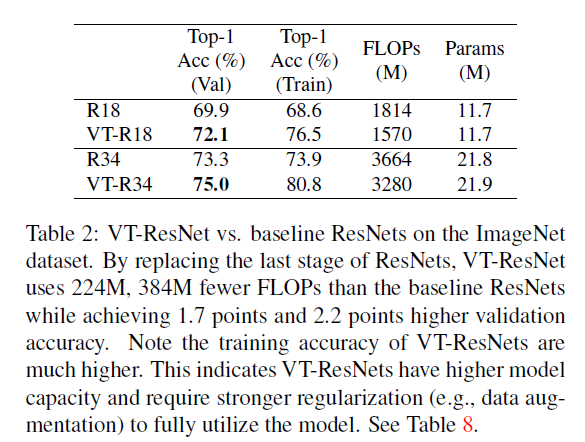 Top-1 Top-1 FLOPs Params
Acc (%) Acc (%) (M) (M)
(Val) (Train)
R18 69.9 68.6 1814 11.7
VT-R18 72.1 76.5 1570 11.7
R34 73.3 73.9 3664 21.8
VT-R34 75.0 80.8 3280 21.9
Table 2: VT-ResNet vs. baseline ResNets on the ImageNet
dataset. By replacing the last stage of ResNets, VT-ResNet
uses 224M, 384M fewer FLOPs than the baseline ResNets
while achieving 1.7 points and 2.2 points higher validation
accuracy. Note the training accuracy of VT-ResNets are
much higher. This indicates VT-ResNets have higher model
capacity and require stronger regularization (e.g., data aug-
mentation) to fully utilize the model. See Table 8.